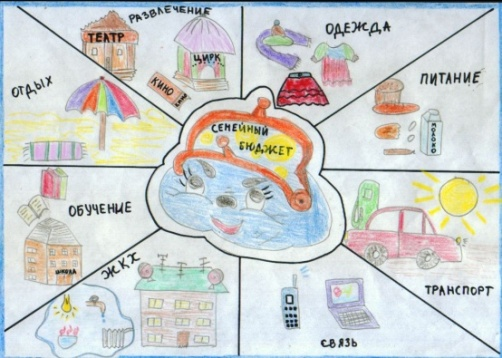 РАЗВЛЕЧЕНИЕ
ТЕАТР
ЦИРК
КИНО
ОДЕЖДА
ОТДЫХ
ПИТАНИЕ
МОЛОКО
СЕМЕЙНЫЙ
БЮДЖЕТ
ОБУЧЕНИЕ
ШКОЛА
ЖКХ
СВЯЗЬ
ТРАНСПОРТ